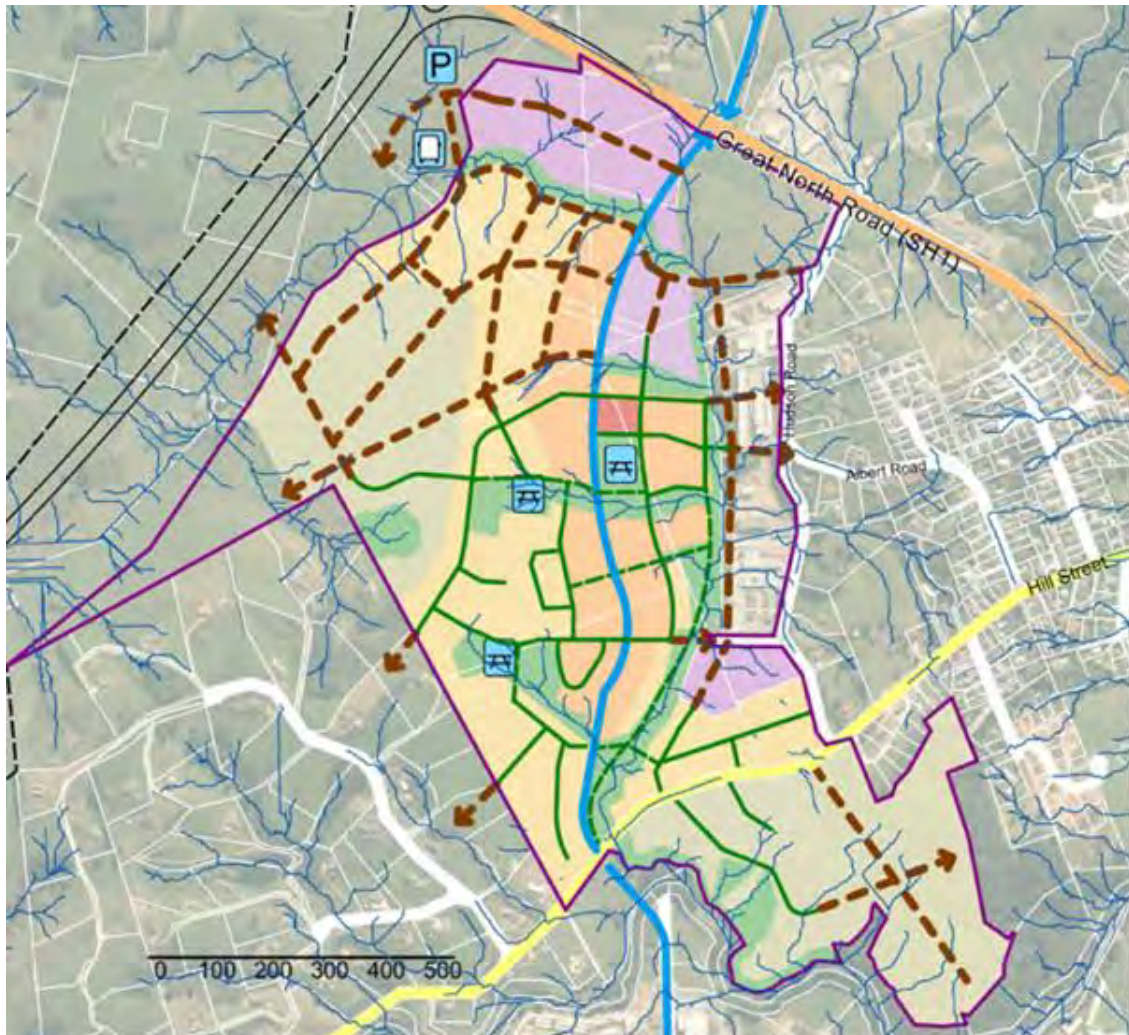 P
Great North Road (SH1)
Hudson Road
Albert Road
Hill Street
0 100 200 300 400 500